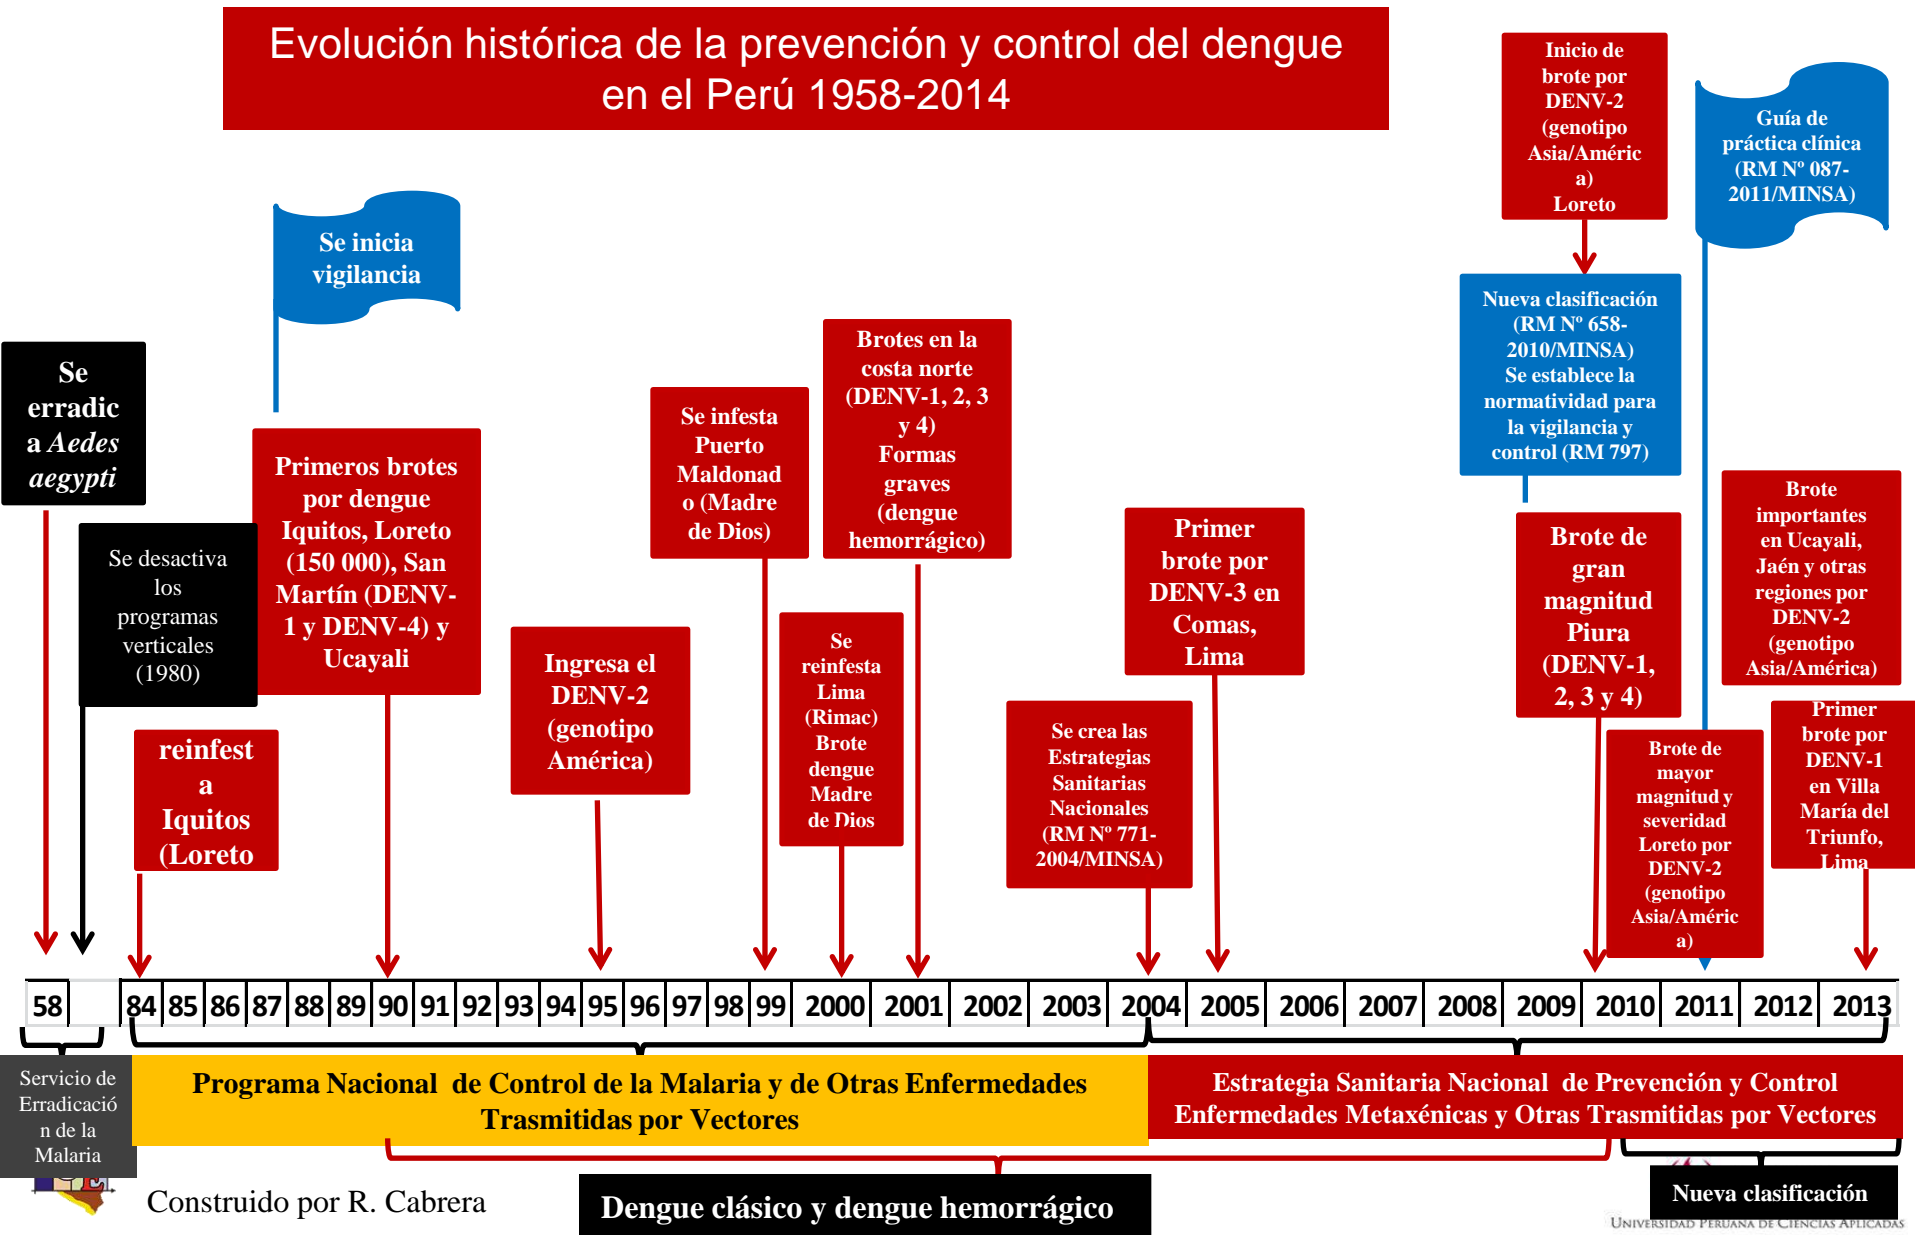 Evolución histórica de la prevención y control del dengue
en el Perú 1958-2014
Inicio de
brote por
DENV-2
(genotipo
Asia/Améric
a)
Loreto
Guía de
práctica clínica
(RM Nº 087-
2011/MINSA)
Se inicia
vigilancia
Nueva clasificación
(RM Nº 658-
2010/MINSA)
Se establece la
normatividad para
la vigilancia y
control (RM 797)
Se
erradic
a Aedes
aegypti
Se desactiva
los
programas
verticales
(1980)
reinfest
a
Iquitos
(Loreto
Primeros brotes
por dengue
Iquitos, Loreto
(150 000), San
Martín (DENV-
1 y DENV-4) y
Ucayali
Ingresa el
DENV-2
(genotipo
América)
Se infesta
Puerto
Maldonad
o (Madre
de Dios)
Se
reinfesta
Lima
(Rimac)
Brote
dengue
Madre
de Dios
Brotes en la
costa norte
(DENV-1, 2, 3
y 4)
Formas
graves
(dengue
hemorrágico)
Se crea las
Estrategias
Sanitarias
Nacionales
(RM Nº 771-
2004/MINSA)
Primer
brote por
DENV-3 en
Comas,
Lima
Brote de
gran
magnitud
Piura
(DENV-1,
2, 3 y 4)
Brote de
mayor
magnitud y
severidad
Loreto por
DENV-2
(genotipo
Asia/Améric
a)
Brote
importantes
en Ucayali,
Jaén y otras
regiones por
DENV-2
(genotipo
Asia/América)
Primer
brote por
DENV-1
en Villa
María del
Triunfo,
Lima
58 84 85 86 87 88 89 90 91 92 93 94 95 96 97 98 99 2000 2001 2002 2003 2004 2005 2006 2007 2008 2009 2010 2011 2012 2013
Servicio de
Erradicació
n de la
Malaria
Programa Nacional de Control de la Malaria y de Otras Enfermedades
Trasmitidas por Vectores
Estrategia Sanitaria Nacional de Prevención y Control
Enfermedades Metaxénicas y Otras Trasmitidas por Vectores
Construido por R. Cabrera
Dengue clásico y dengue hemorrágico
Nueva clasificación
UNIVERSIDAD PERUANA DE CIENCIAS APLICADAS